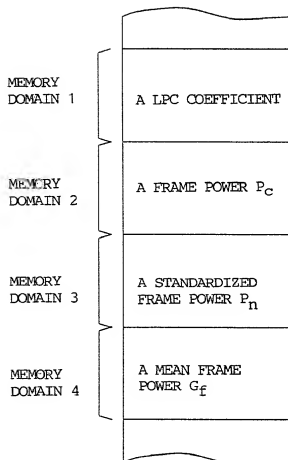 MEMORY
DOMAIN 1
A LPC COEFFICIENT
MEMORY
DOMAIN 2
A FRAME POWER Pc
MEMORY
DOMAIN 3
A STANDARDIZED
FRAME POWER Pn
MEMORY
DOMAIN 4
A MEAN FRAME
POWER Gf